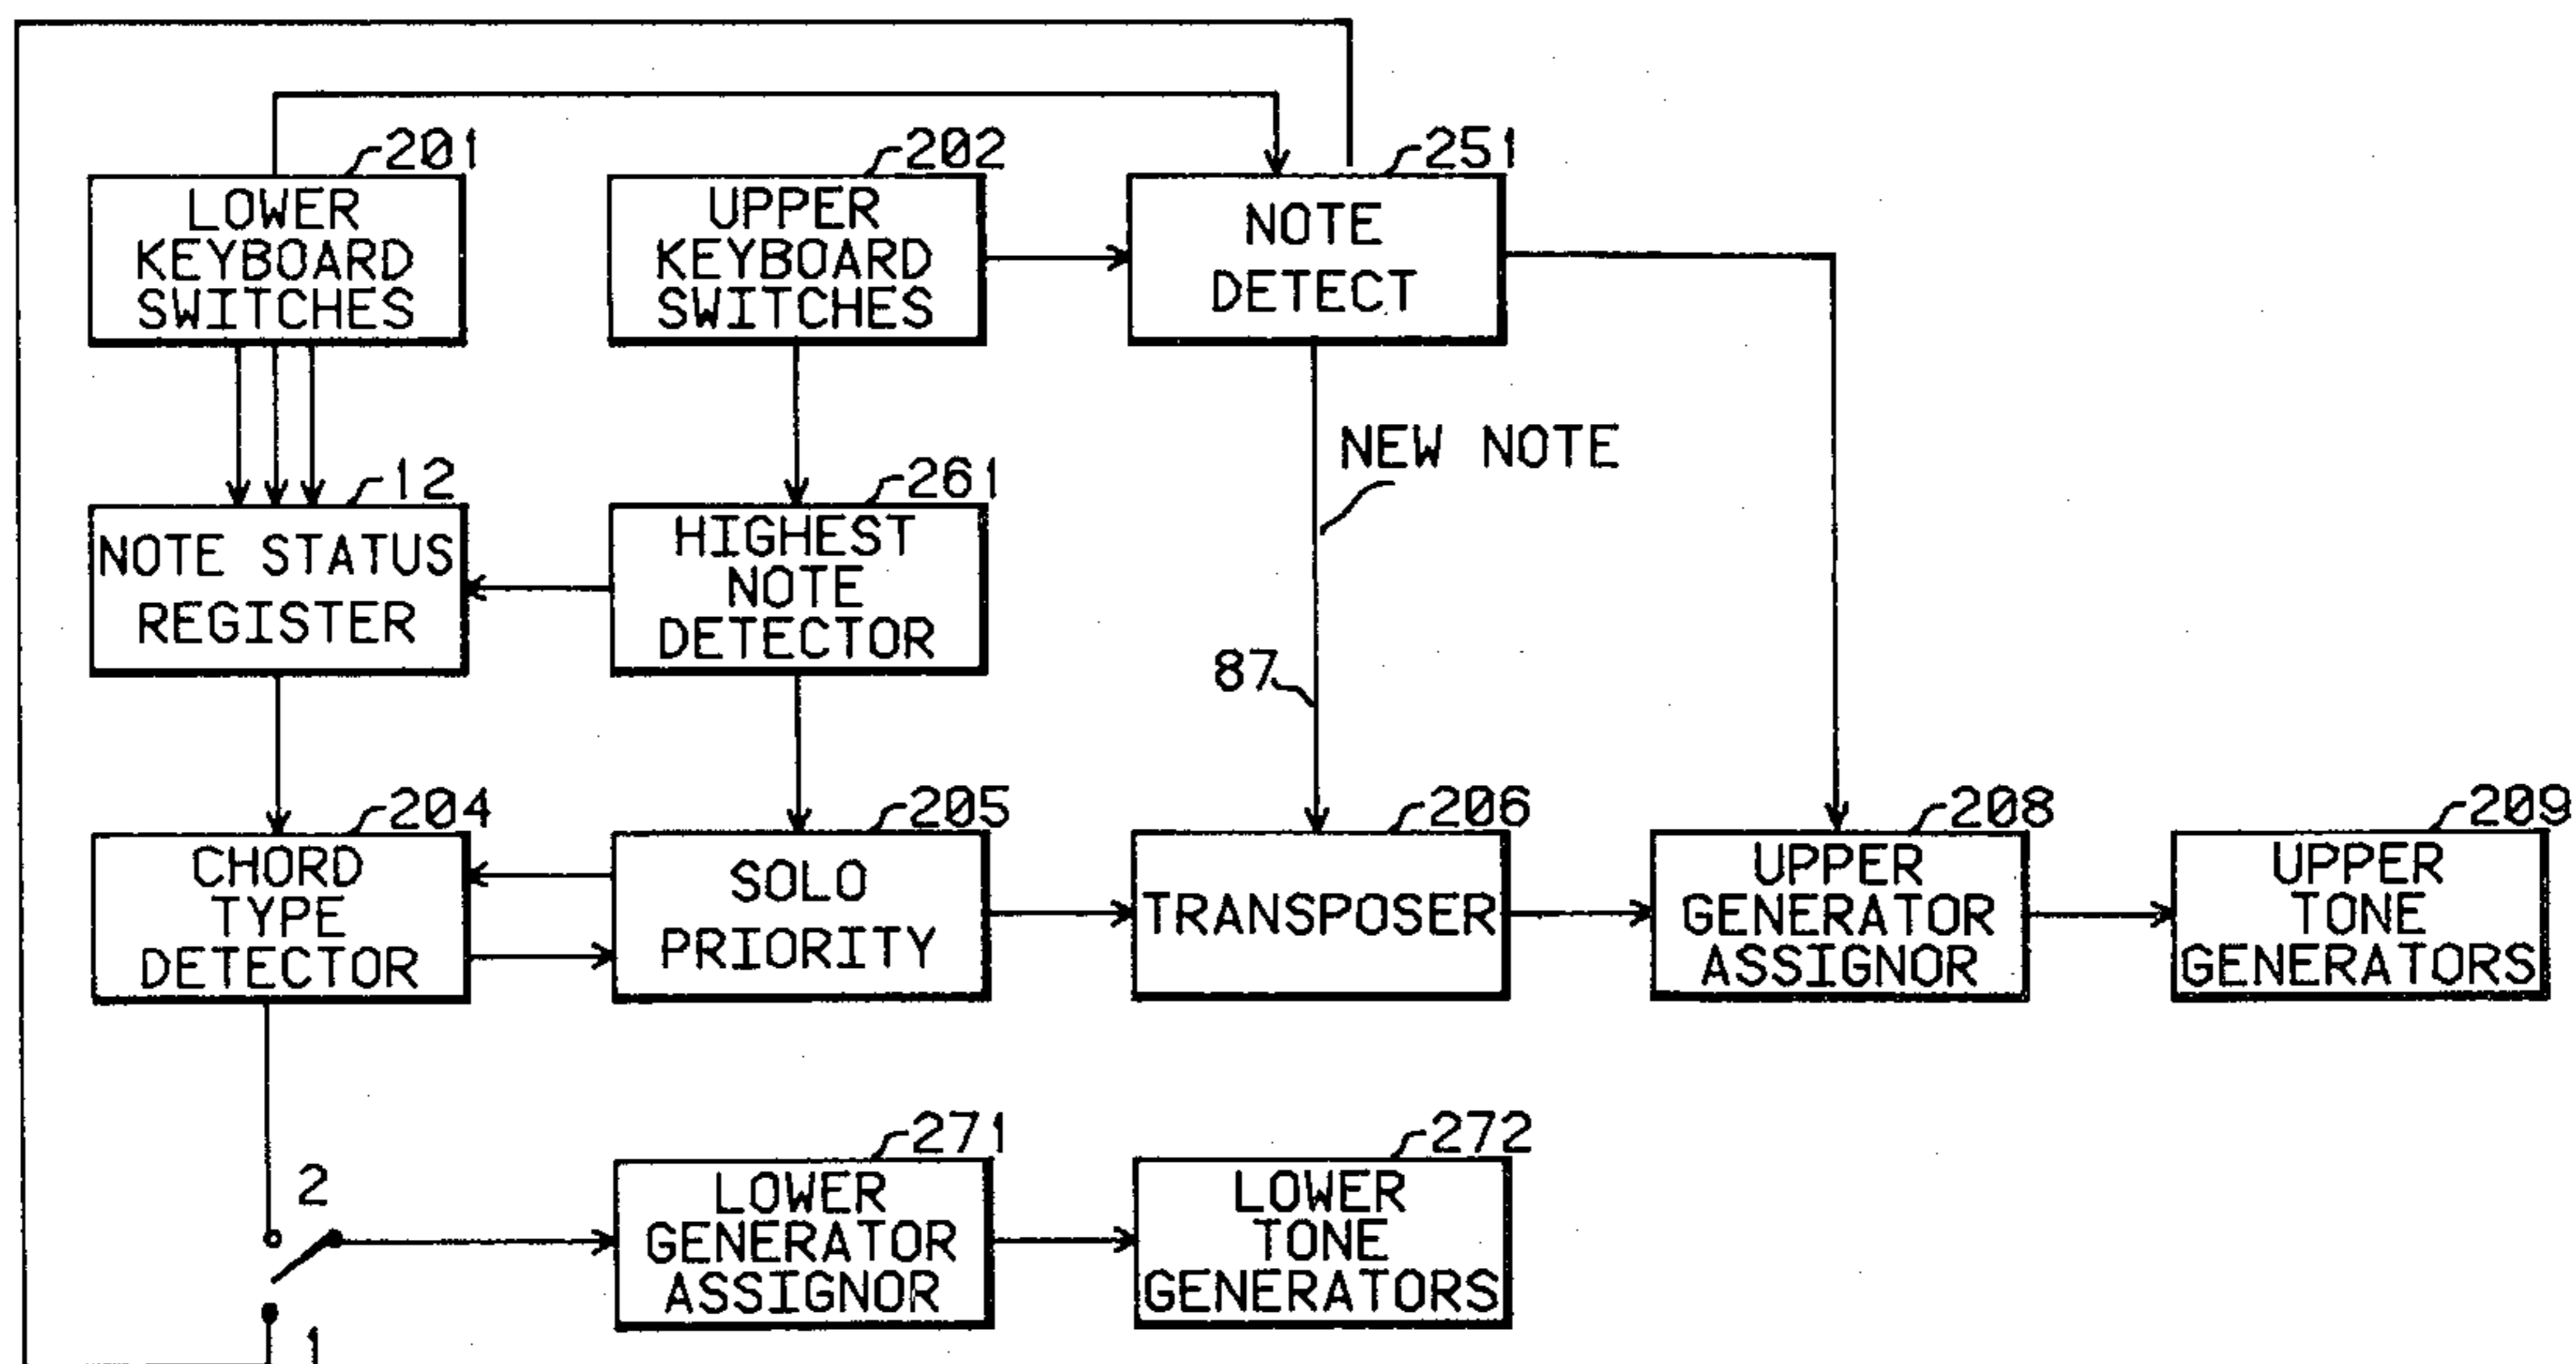 201
LOWER
KEYBOARD
SWITCHES
202
UPPER
KEYBOARD
SWITCHES
251
NOTE
DETECT
NEW NOTE
12
NOTE STATUS
REGISTER
261
HIGHEST
NOTE
DETECTOR
87
204
CHORD
TYPE
DETECTOR
205
SOLO
PRIORITY
206
TRANSPOSER
208
UPPER
GENERATOR
ASSIGNOR
209
UPPER
TONE
GENERATORS
2
271
LOWER
GENERATOR
ASSIGNOR
272
LOWER
TONE
GENERATORS
1